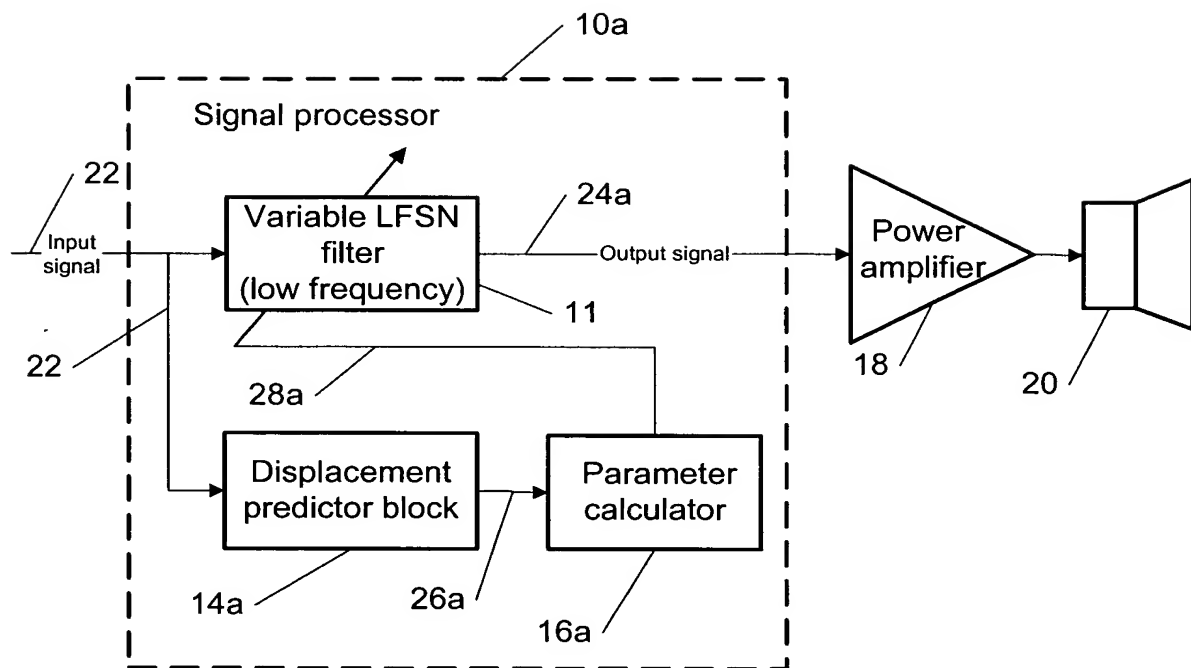 10a
Signal processor
22
Input
signal
Variable LFSN
filter
(low frequency)
24a
Output signal
Power
amplifier
11
18
20
22
28a
Displacement
predictor block
Parameter
calculator
14a
26a
16a